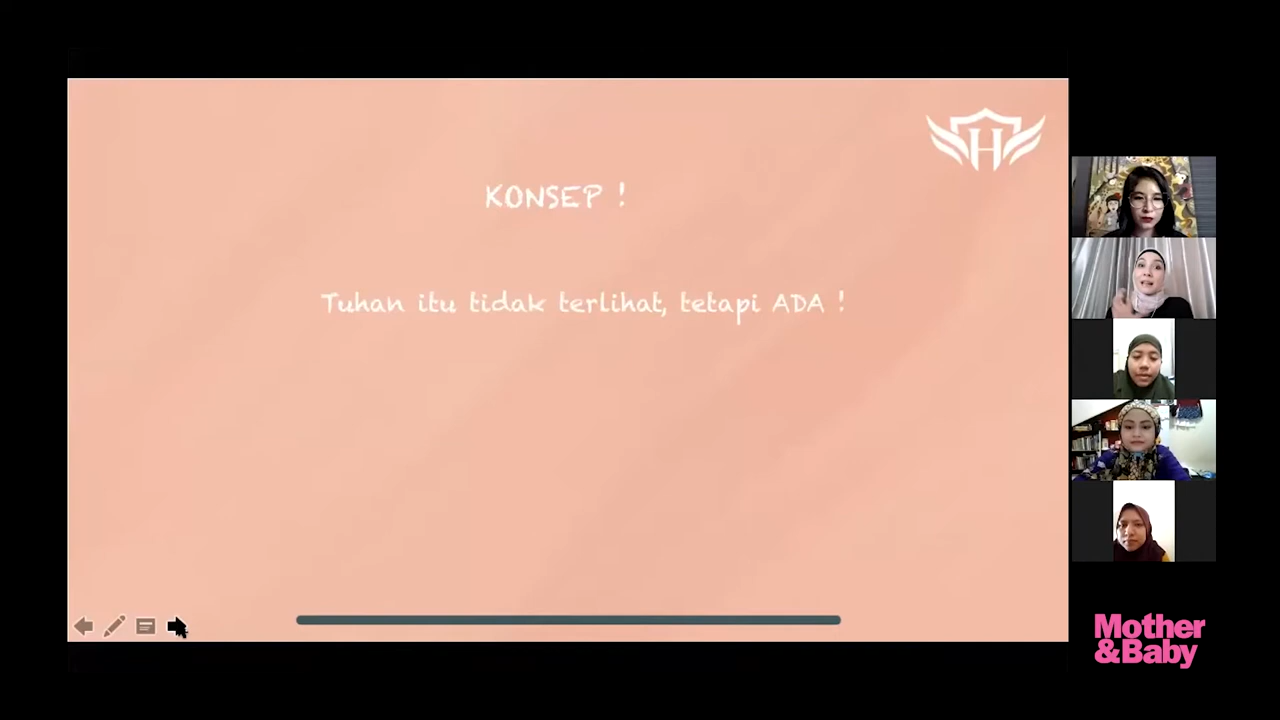 H
KONSEP !
Tuhan itu tidak terlihat, tetapi ADA !
Mother
&Baby